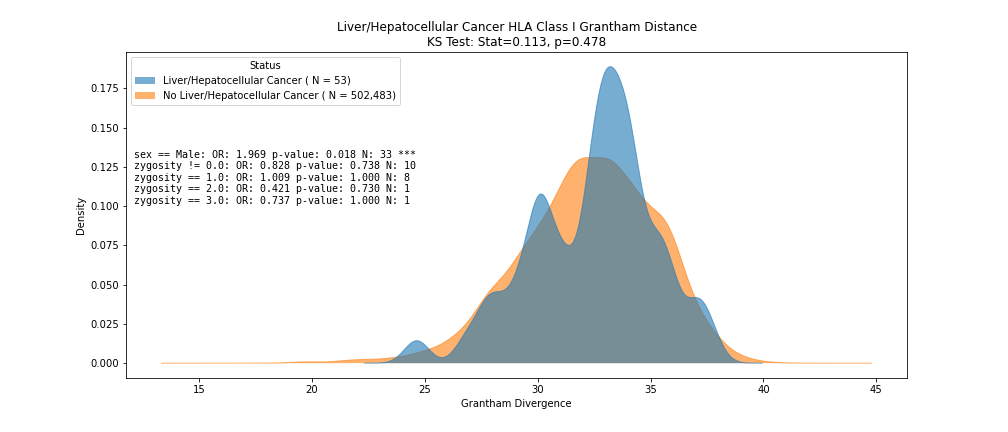 Liver/Hepatocellular Cancer HLA Class I Grantham Distance
KS Test: Stat=0.113, p=0.478
Status
Liver/Hepatocellular Cancer ( N = 53)
No Liver/Hepatocellular Cancer ( N = 502,483)
sex == Male: OR: 1.969 p-value: 0.018 N: 33 ***
zygosity != 0.0: OR: 0.828 p-value: 0.738 N: 10
zygosity == 1.0: OR: 1.009 p-value: 1.000 N: 8
zygosity == 2.0: OR: 0.421 p-value: 0.730 N: 1
zygosity == 3.0: OR: 0.737 p-value: 1.000 N: 1
Density
0.175
0.150
0.125
0.100
0.075
0.050
0.025
0.000
15 20 25 30 35 40 45
Grantham Divergence